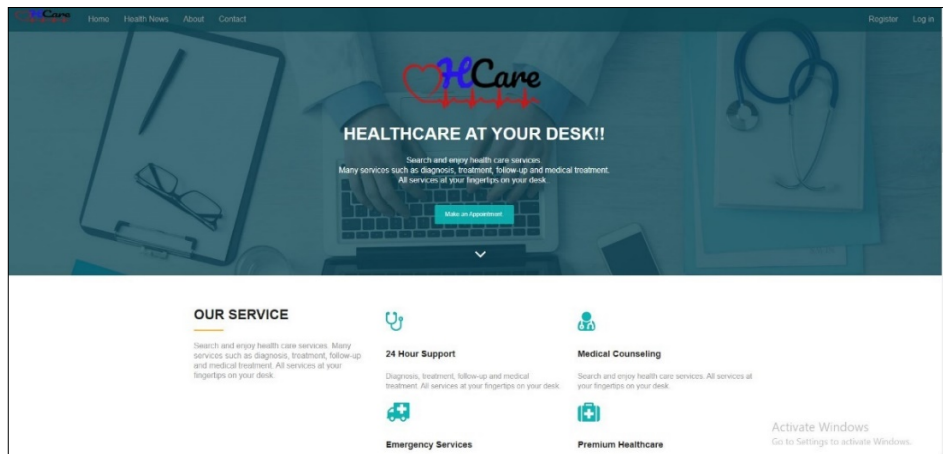 HCare
Home Health News About Contact
Register Log in
HCare
HEALTHCARE AT YOUR DESK!!
Search and enjoy health care services.
Many services such as diagnosis, treatment, follow-up and medical treatment.
All services at your fingertips on your desk.
Make an Appointment
OUR SERVICE
Search and enjoy health care services. Many
services such as diagnosis, treatment, follow-up
and medical treatment. All services at your
fingertips on your desk.
24 Hour Support
Diagnosis, treatment, follow-up and medical
treatment. All services at your fingertips on your desk.
Medical Counseling
Search and enjoy health care services. All services at
your fingertips on your desk.
Emergency Services
Premium Healthcare
Activate Windows
Go to Settings to activate Windows.